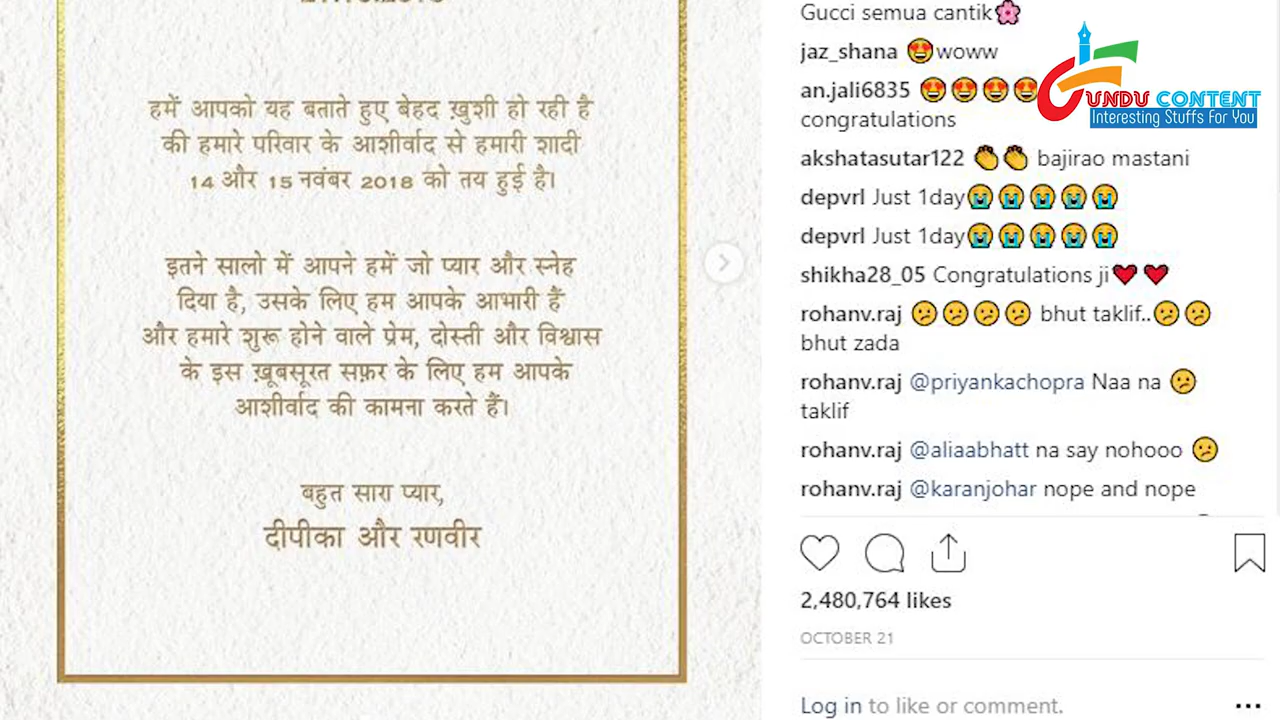 हमें आपको यह बताते हुए बेहद ख़ुशी हो रही है
की हमारे परिवार के आशीर्वाद से हमारी शादी
14 और 15 नवंबर 2018 को तय हुई है।
इतने सालो में आपने हमें जो प्यार और स्नेह
दिया है, उसके लिए हम आपके आभारी हैं
और हमारे शुरू होने वाले प्रेम, दोस्ती और विश्वास
के इस ख़ूबसूरत सफ़र के लिए हम आपके
आशीर्वाद की कामना करते हैं।
बहुत सारा प्यार,
दीपीका और रणवीर
Gucci semua cantik🌸
jaz_shana 😍woww
an.jali6835 😍😍😍😍
congratulations
akshatasutar122 👏👏 bajirao mastani
depvrl Just 1day😭😭😭😭😭
depvrl Just 1day😭😭😭😭😭
shikha28_05 Congratulations ji❤️❤️
rohanv.raj 😕😕😕😕 bhut taklif..😕😕
bhut zada
rohanv.raj @priyankachopra Naa na 😕
taklif
rohanv.raj @aliaabhatt na say nohooo 😕
rohanv.raj @karanjohar nope and nope
2,480,764 likes
OCTOBER 21
Log in to like or comment.
GUNDU CONTENT
Interesting Stuffs For You